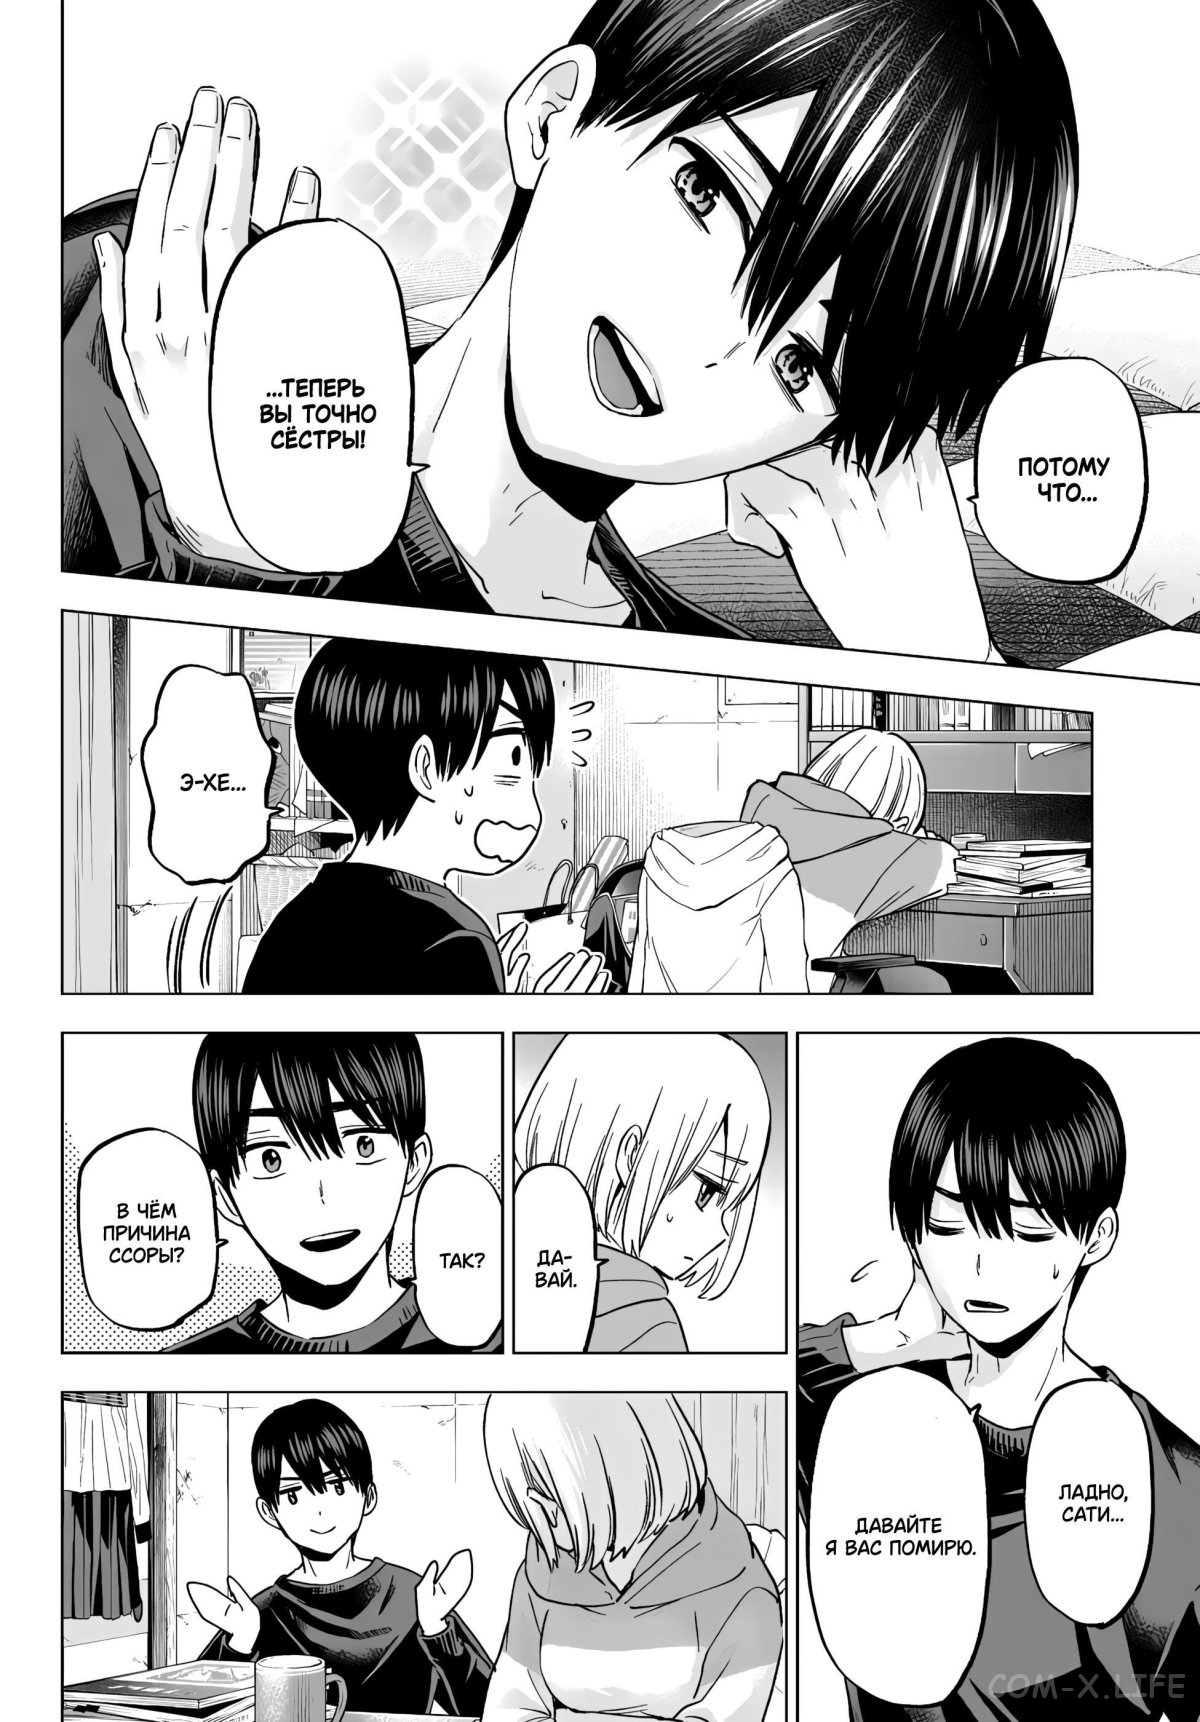 ПОТОМУ
ЧТО...
...ТЕПЕРЬ
ВЫ ТОЧНО
СЁСТРЫ!
Э-ХЕ...
ЛАДНО,
САТИ...
ДАВАЙТЕ
Я ВАС ПОМИРЮ.
ДА-
ВАЙ.
ТАК?
В ЧЁМ
ПРИЧИНА
ССОРЫ?
COM-X.LIFE